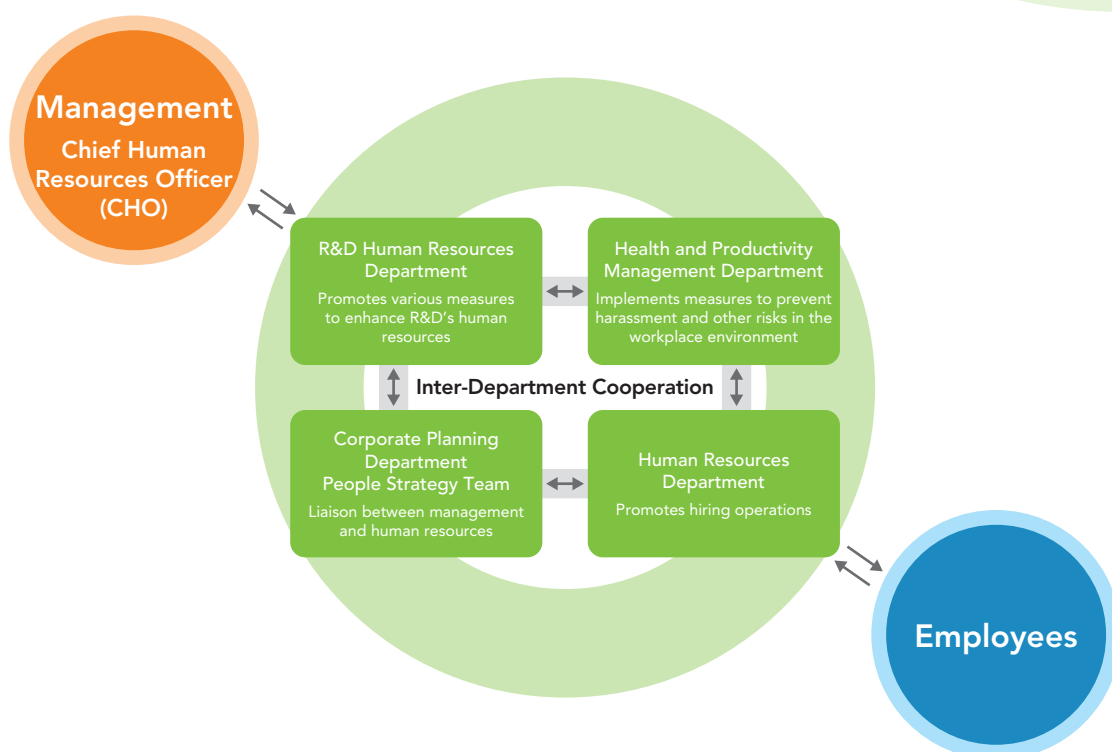 Management
Chief Human
Resources Officer
(CHO)
R&D Human Resources
Department
Promotes various measures
to enhance R&D's human
resources
Health and Productivity
Management Department
Implements measures to prevent
harassment and other risks in the
workplace environment
Inter-Department Cooperation
Corporate Planning
Department
People Strategy Team
Liaison between management
and human resources
Human Resources
Department
Promotes hiring operations
Employees